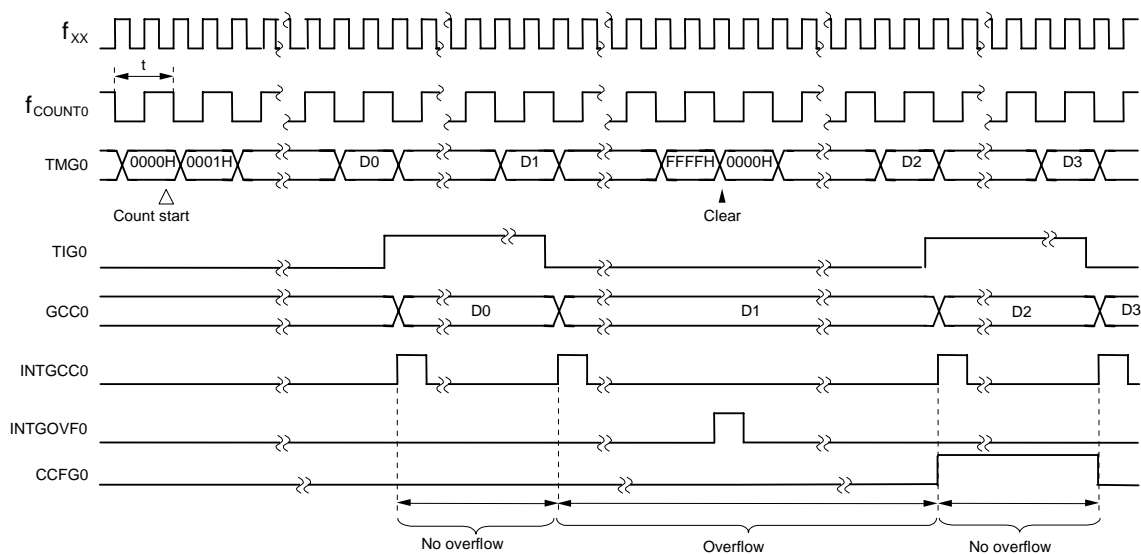 fXX
t
fCOUNT0
TMG0 0000H 0001H D0 D1 FFFFH 0000H D2 D3
Count start Clear
TIG0
GCC0 D0 D1 D2 D3
INTGCC0
INTGOVF0
CCFG0
No overflow Overflow No overflow